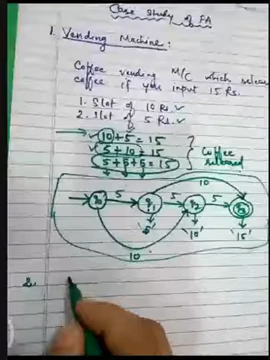 Case Study of FA
1. Vending Machine:
Coffee vending M/C which release
coffee if you input 15 Rs.
1. Slot of 10 Rs. ✓
2. Slot of 5 Rs. ✓
→ ✓ 10 + 5 = 15
✓ 5 + 10 = 15
5 + 5 + 5 = 15
Coffee
released
10
q0 5 q1 5 q2 5 q3
'5' '10' '15'
10
2.